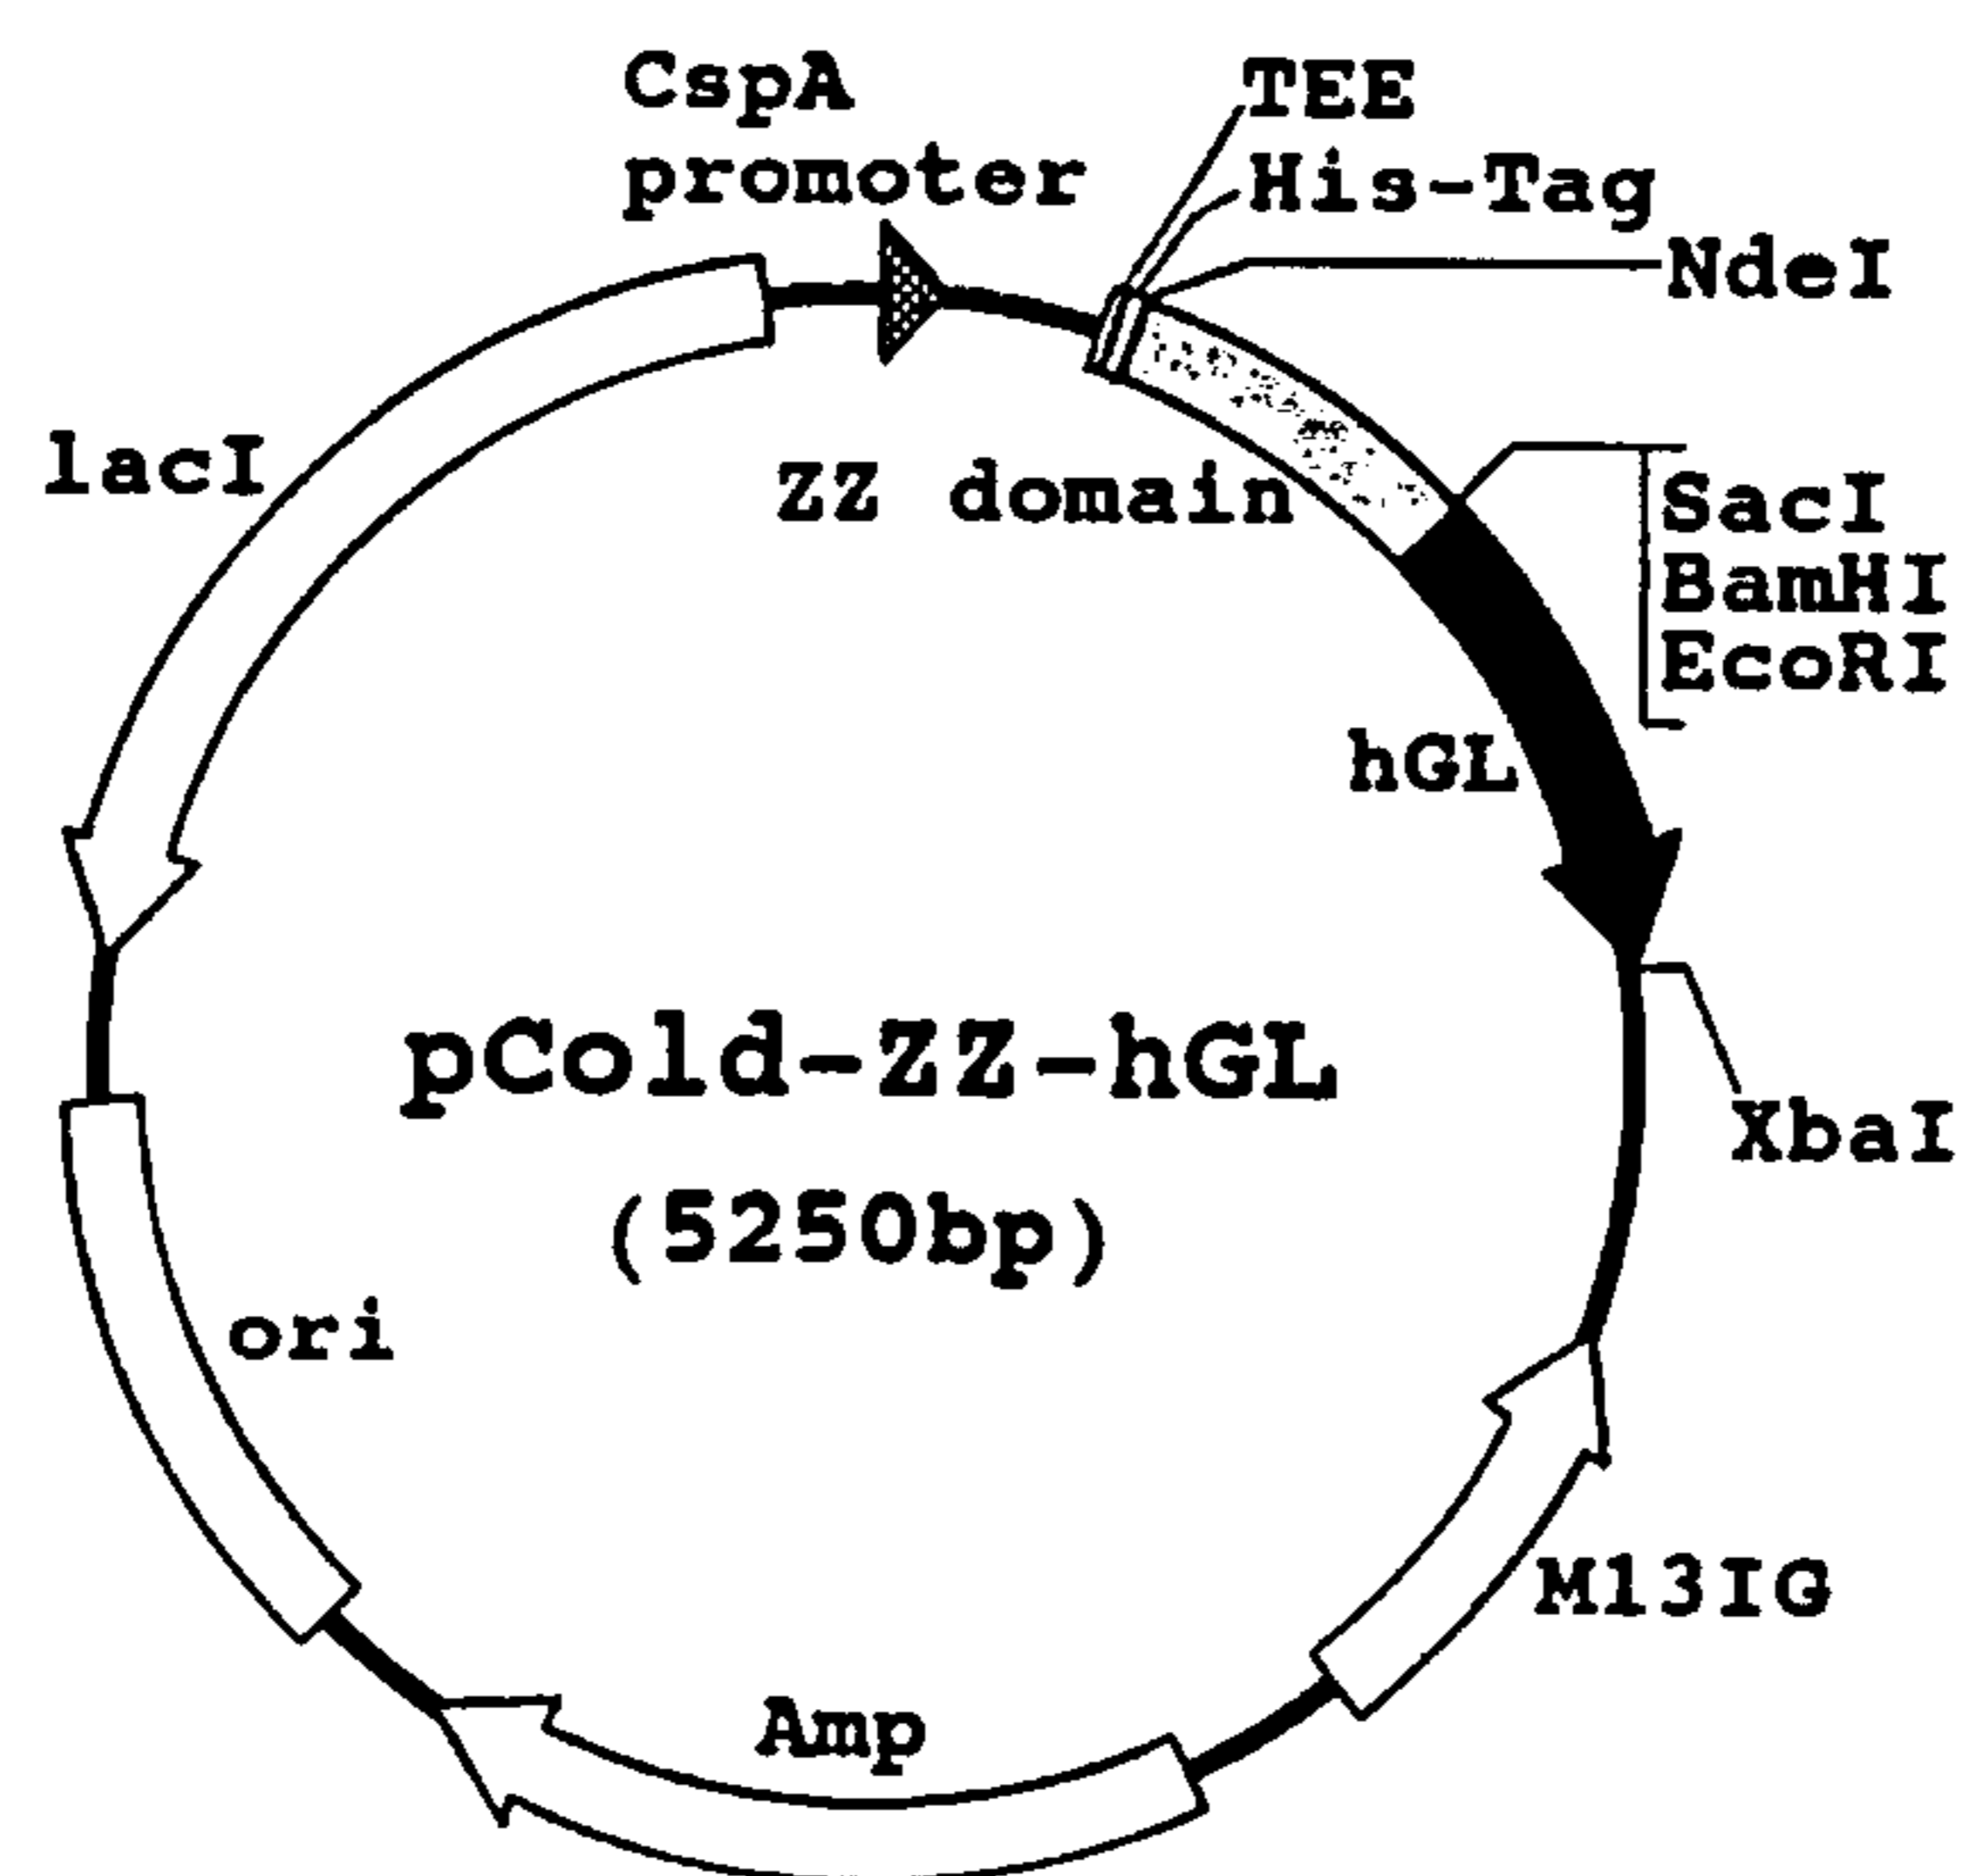 CspA
promoter
TEE
His-Tag
NdeI
lacI
ZZ domain
SacI
BamHI
EcoRI
hGL
pCold-ZZ-hGL
(5250bp)
XbaI
ori
M13IG
Amp